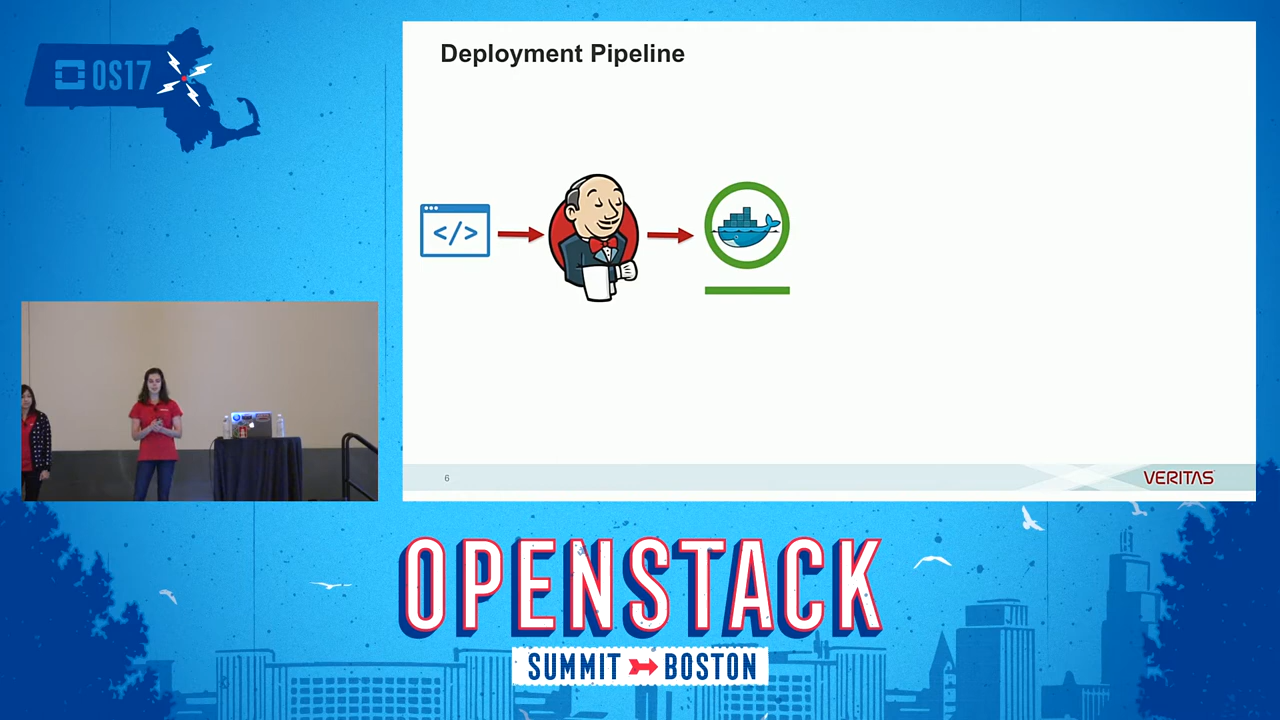 OS17
Deployment Pipeline
</>
6
VERITAS
OPENSTACK
SUMMIT BOSTON